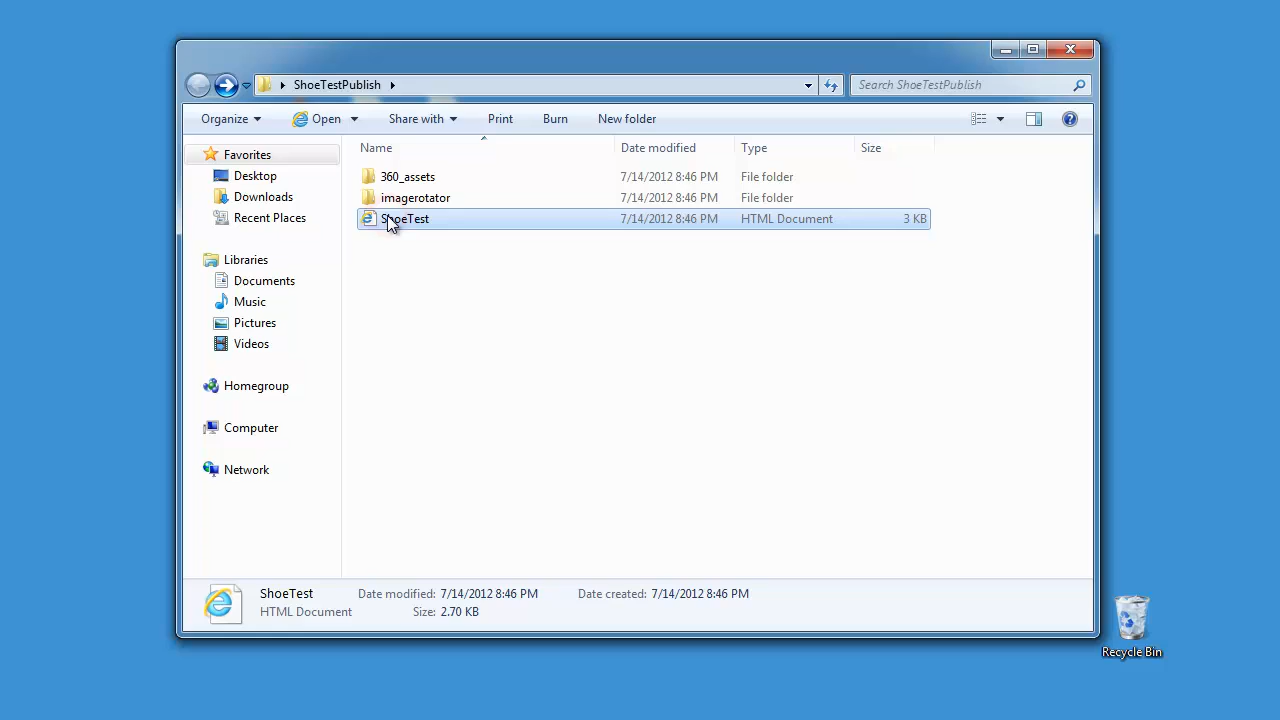 ShoeTestPublish
Search ShoeTestPublish
Organize Open Share with Print Burn New folder
Name Date modified Type Size
Favorites
Desktop
Downloads
Recent Places
Libraries
Documents
Music
Pictures
Videos
Homegroup
Computer
Network
360_assets 7/14/2012 8:46 PM File folder
imagerotator 7/14/2012 8:46 PM File folder
ShoeTest 7/14/2012 8:46 PM HTML Document 3 KB
ShoeTest Date modified: 7/14/2012 8:46 PM Date created: 7/14/2012 8:46 PM
HTML Document Size: 2.70 KB
Recycle Bin